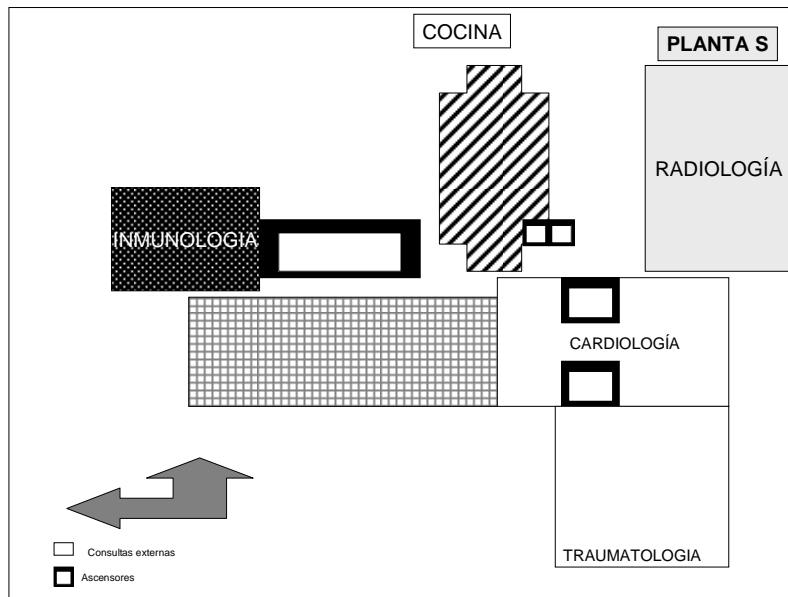 COCINA
PLANTA S
RADIOLOGÍA
INMUNOLOGIA
CARDIOLOGÍA
TRAUMATOLOGIA
Consultas externas
Ascensores